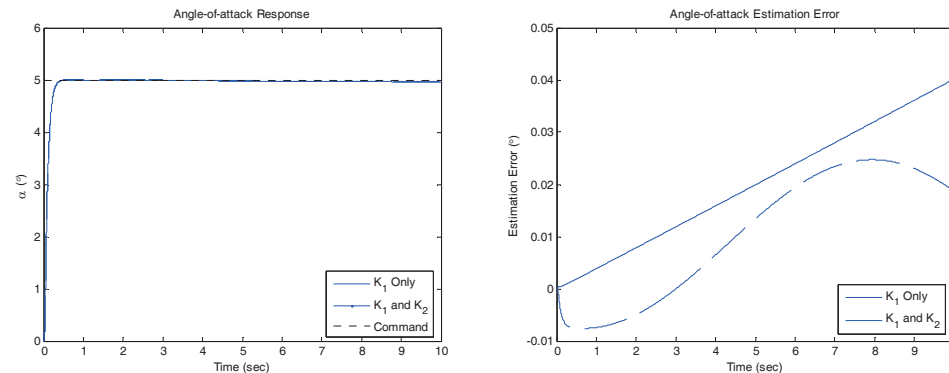 Angle-of-attack Response
6
5
4
3
2
1
0
α (°)
K1 Only
K1 and K2
Command
0 1 2 3 4 5 6 7 8 9 10
Time (sec)
Angle-of-attack Estimation Error
0.05
0.04
0.03
0.02
0.01
0
-0.01
Estimation Error (°)
K1 Only
K1 and K2
0 1 2 3 4 5 6 7 8 9
Time (sec)